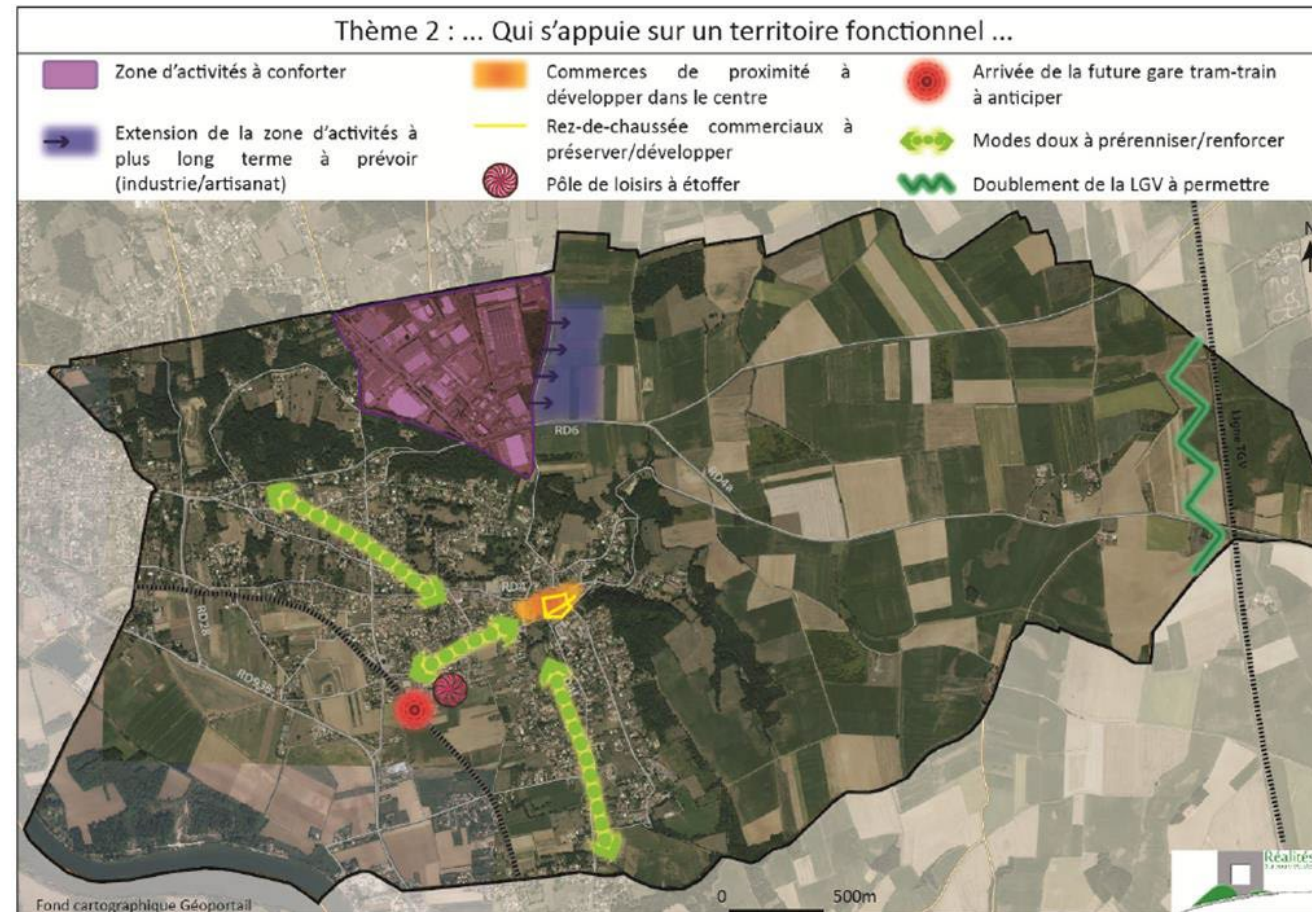 Thème 2 : ... Qui s'appuie sur un territoire fonctionnel ...
Zone d'activités à conforter
Extension de la zone d'activités à
plus long terme à prévoir
(industrie/artisanat)
Commerces de proximité à
développer dans le centre
Rez-de-chaussée commerciaux à
préserver/développer
Pôle de loisirs à étoffer
Arrivée de la future gare tram-train
à anticiper
Modes doux à prérenniser/renforcer
Doublement de la LGV à permettre
N
RD6
RD4a
Ligne TGV
RD4
RD28
RD933
0 500m
Réalités
Fond cartographique Géoportail